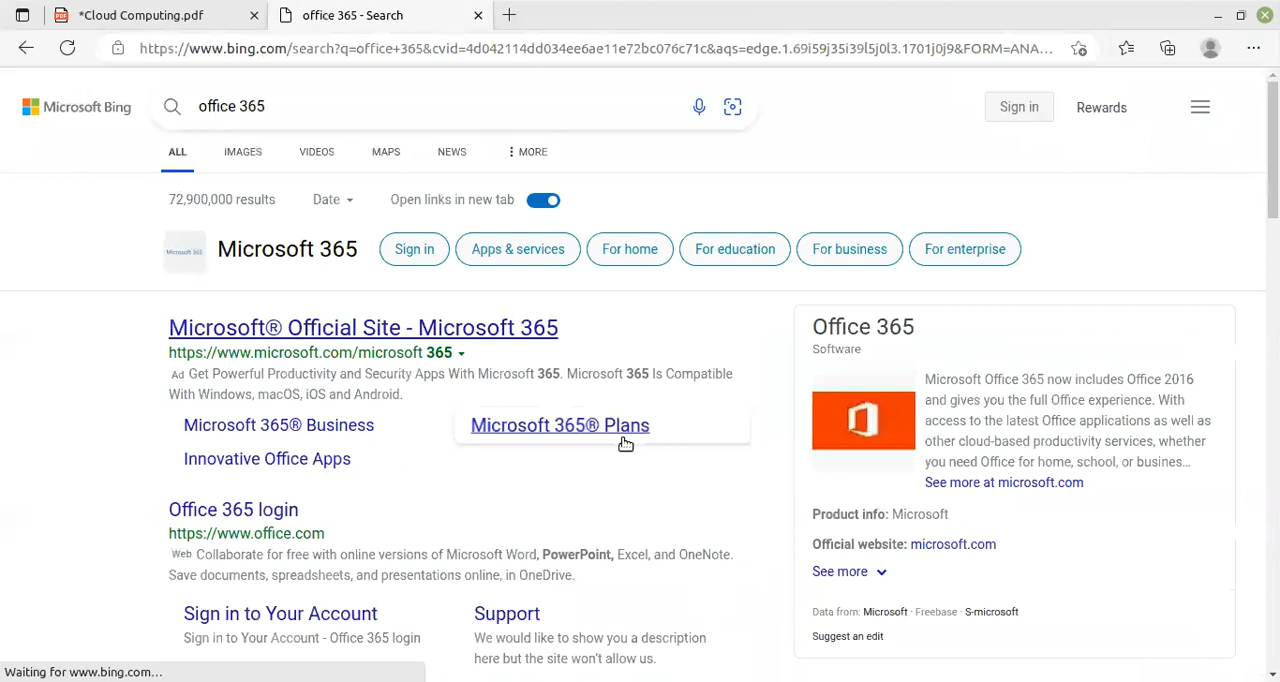 *Cloud Computing.pdf
office 365 - Search
https://www.bing.com/search?q=office+365&cvid=4d042114dd034ee6ae11e72bc076c71c&aqs=edge.1.69i59j35i39l5j0l3.1701j0j9&FORM=ANA...
Microsoft Bing
office 365
Sign in
Rewards
ALL
IMAGES
VIDEOS
MAPS
NEWS
MORE
72,900,000 results
Date
Open links in new tab
Microsoft 365
Microsoft 365
Sign in
Apps & services
For home
For education
For business
For enterprise
Microsoft® Official Site - Microsoft 365
https://www.microsoft.com/microsoft 365
Ad Get Powerful Productivity and Security Apps With Microsoft 365. Microsoft 365 Is Compatible
With Windows, macOS, iOS and Android.
Microsoft 365® Business
Microsoft 365® Plans
Innovative Office Apps
Office 365 login
https://www.office.com
Web Collaborate for free with online versions of Microsoft Word, PowerPoint, Excel, and OneNote.
Save documents, spreadsheets, and presentations online, in OneDrive.
Sign in to Your Account
Sign in to Your Account - Office 365 login
Support
We would like to show you a description
here but the site won't allow us.
Office 365
Software
Microsoft Office 365 now includes Office 2016
and gives you the full Office experience. With
access to the latest Office applications as well as
other cloud-based productivity services, whether
you need Office for home, school, or busines...
See more at microsoft.com
Product info: Microsoft
Official website: microsoft.com
See more
Data from: Microsoft · Freebase · S-microsoft
Suggest an edit
Waiting for www.bing.com...